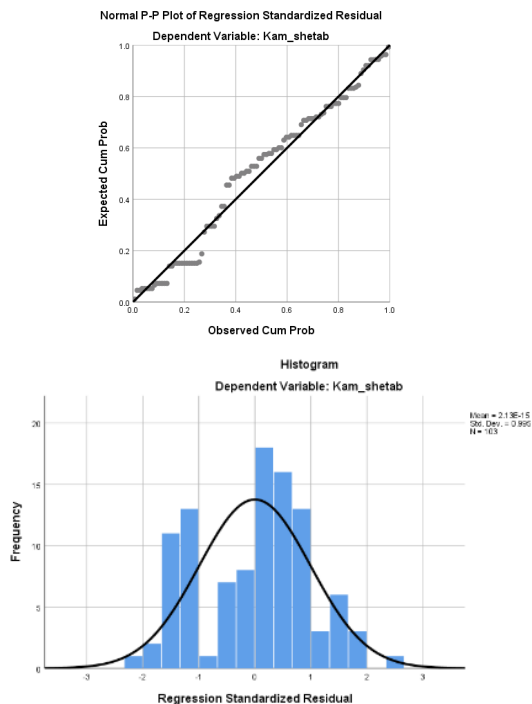 Normal P-P Plot of Regression Standardized Residual
Dependent Variable: Kam_shetab
1.0
0.8
0.6
0.4
0.2
0.0
Expected Cum Prob
0.0 0.2 0.4 0.6 0.8 1.0
Observed Cum Prob
Histogram
Dependent Variable: Kam_shetab
Mean = 2.13E-15
Std. Dev. = 0.995
N = 103
20
15
10
5
0
Frequency
-3 -2 -1 0 1 2 3
Regression Standardized Residual